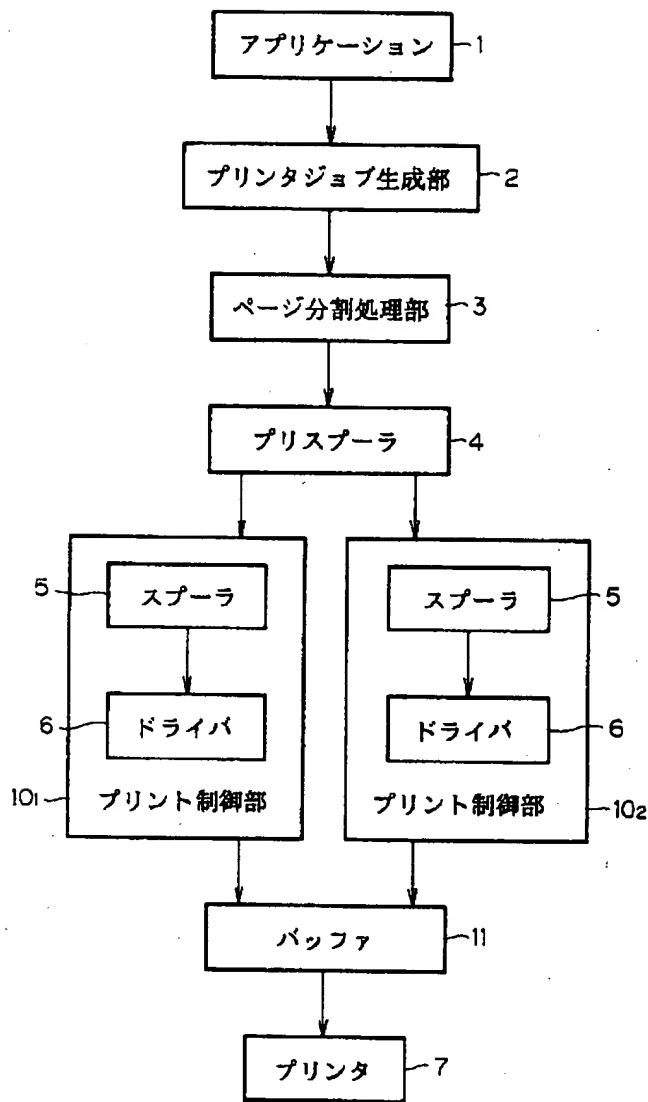 アプリケーション 1
プリンタジョブ生成部 2
ページ分割処理部 3
プリスプーラ 4
5 スプーラ
6 ドライバ
10₁ プリント制御部
スプーラ 5
ドライバ 6
プリント制御部 10₂
バッファ 11
プリンタ 7